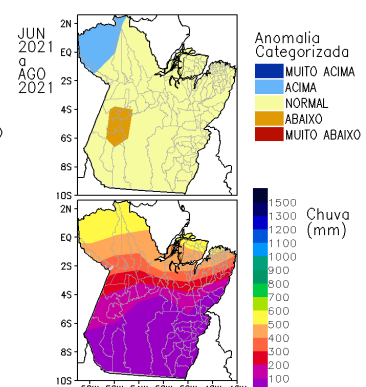 JUN
2021
a
AGO
2021
2N
EQ
2S
4S
6S
8S
10S
Anomalia
Categorizada
MUITO ACIMA
ACIMA
NORMAL
ABAIXO
MUITO ABAIXO
2N
EQ
2S
4S
6S
8S
10S
Chuva
(mm)
1500
1300
1200
1100
1000
900
800
700
600
500
400
300
200
100